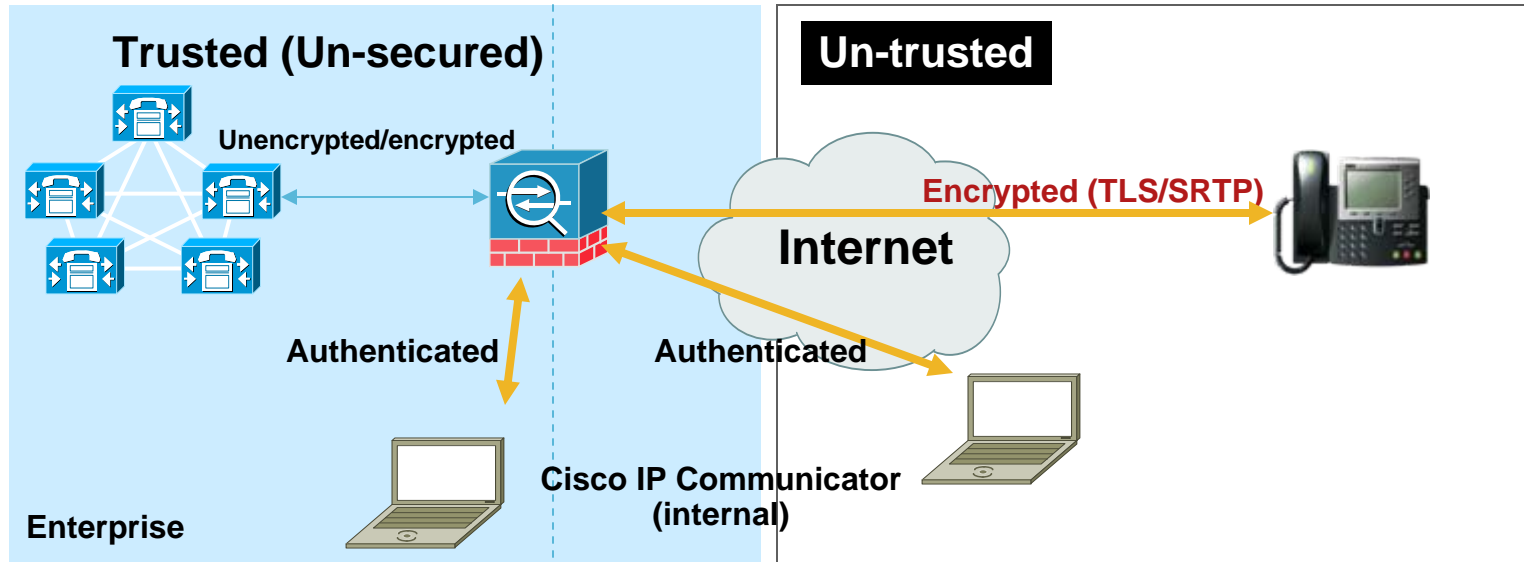 Trusted (Un-secured)
Un-trusted
Unencrypted/encrypted
Encrypted (TLS/SRTP)
Internet
Authenticated
Authenticated
Cisco IP Communicator
(internal)
Enterprise